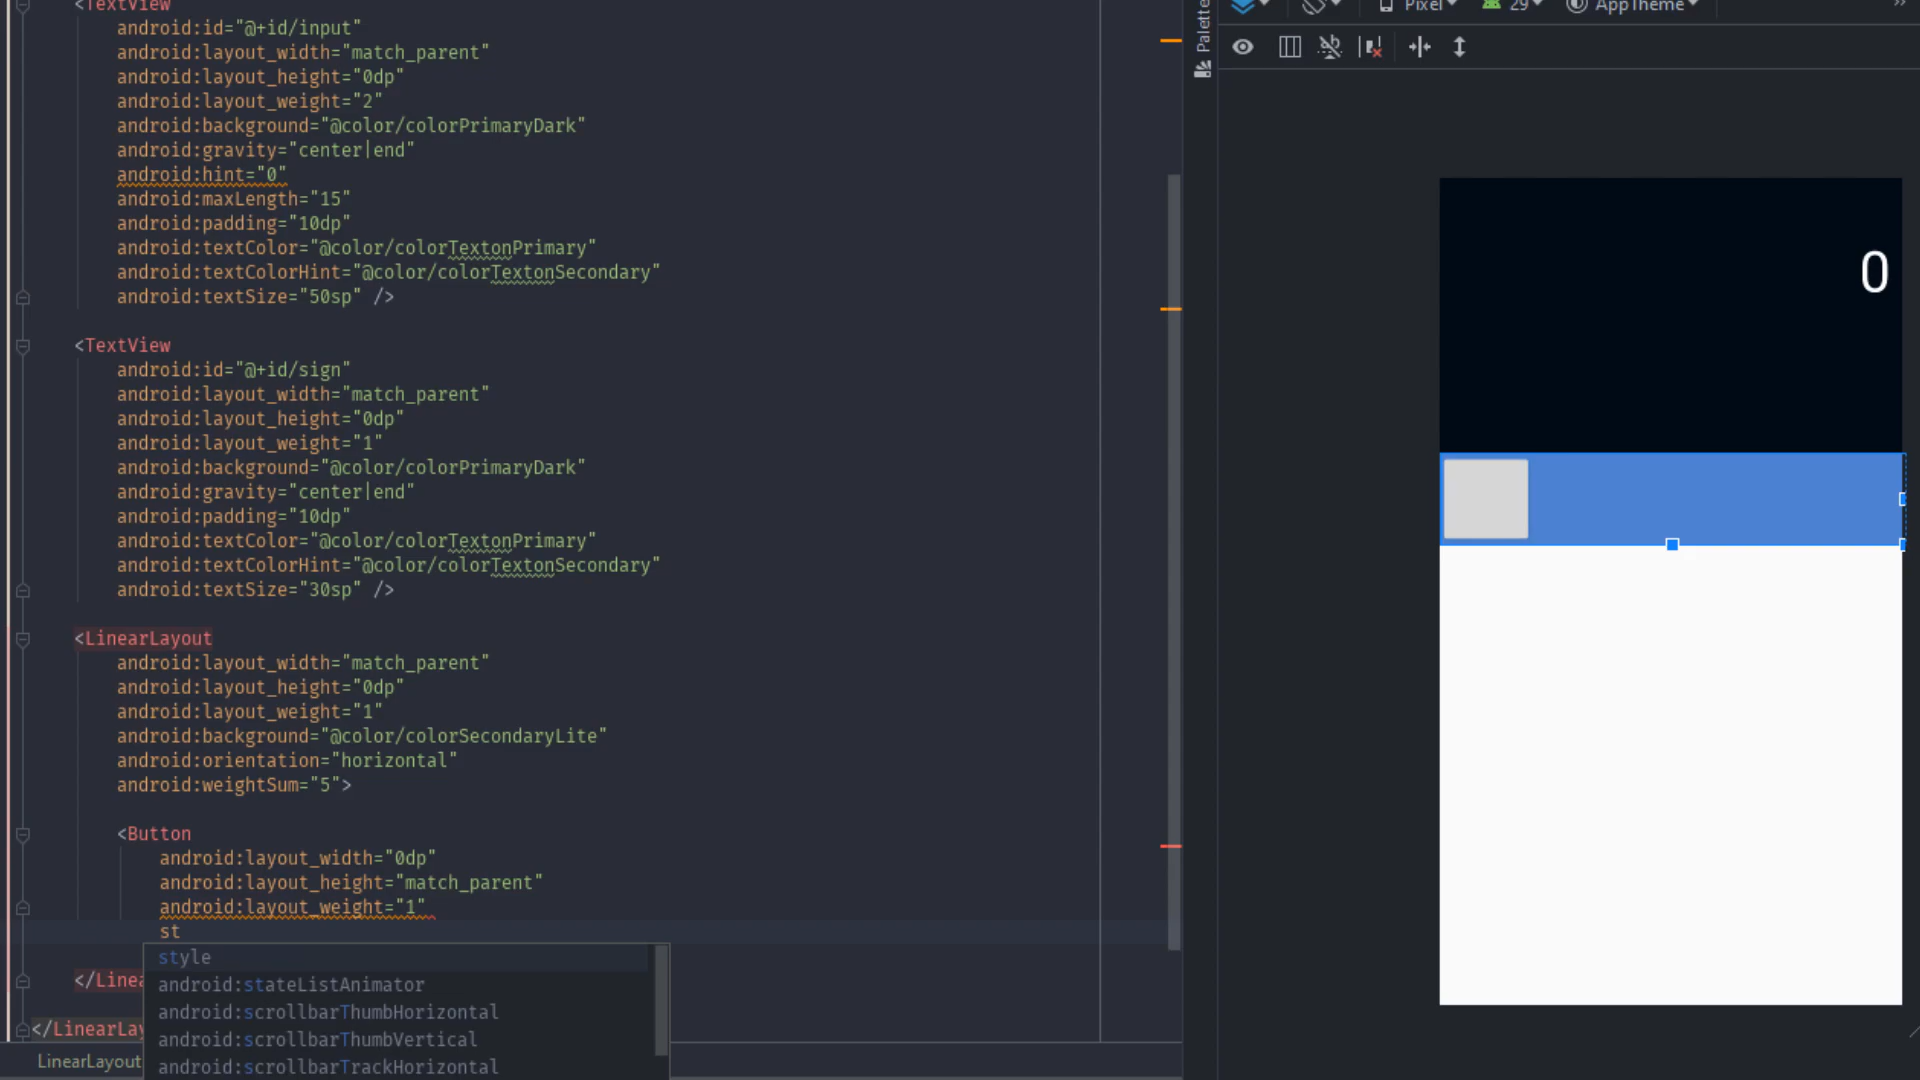 <TextView
android:id="@+id/input"
android:layout_width="match_parent"
android:layout_height="0dp"
android:layout_weight="2"
android:background="@color/colorPrimaryDark"
android:gravity="center|end"
android:hint="0"
android:maxLength="15"
android:padding="10dp"
android:textColor="@color/colorTextonPrimary"
android:textColorHint="@color/colorTextonSecondary"
android:textSize="50sp" />
<TextView
android:id="@+id/sign"
android:layout_width="match_parent"
android:layout_height="0dp"
android:layout_weight="1"
android:background="@color/colorPrimaryDark"
android:gravity="center|end"
android:padding="10dp"
android:textColor="@color/colorTextonPrimary"
android:textColorHint="@color/colorTextonSecondary"
android:textSize="30sp" />
<LinearLayout
android:layout_width="match_parent"
android:layout_height="0dp"
android:layout_weight="1"
android:background="@color/colorSecondaryLite"
android:orientation="horizontal"
android:weightSum="5">
<Button
android:layout_width="0dp"
android:layout_height="match_parent"
android:layout_weight="1"
st
style
android:stateListAnimator
android:scrollbarThumbHorizontal
android:scrollbarThumbVertical
android:scrollbarTrackHorizontal
</Linea
</LinearLay
LinearLayout
Palette
Pixel
29
AppTheme
0